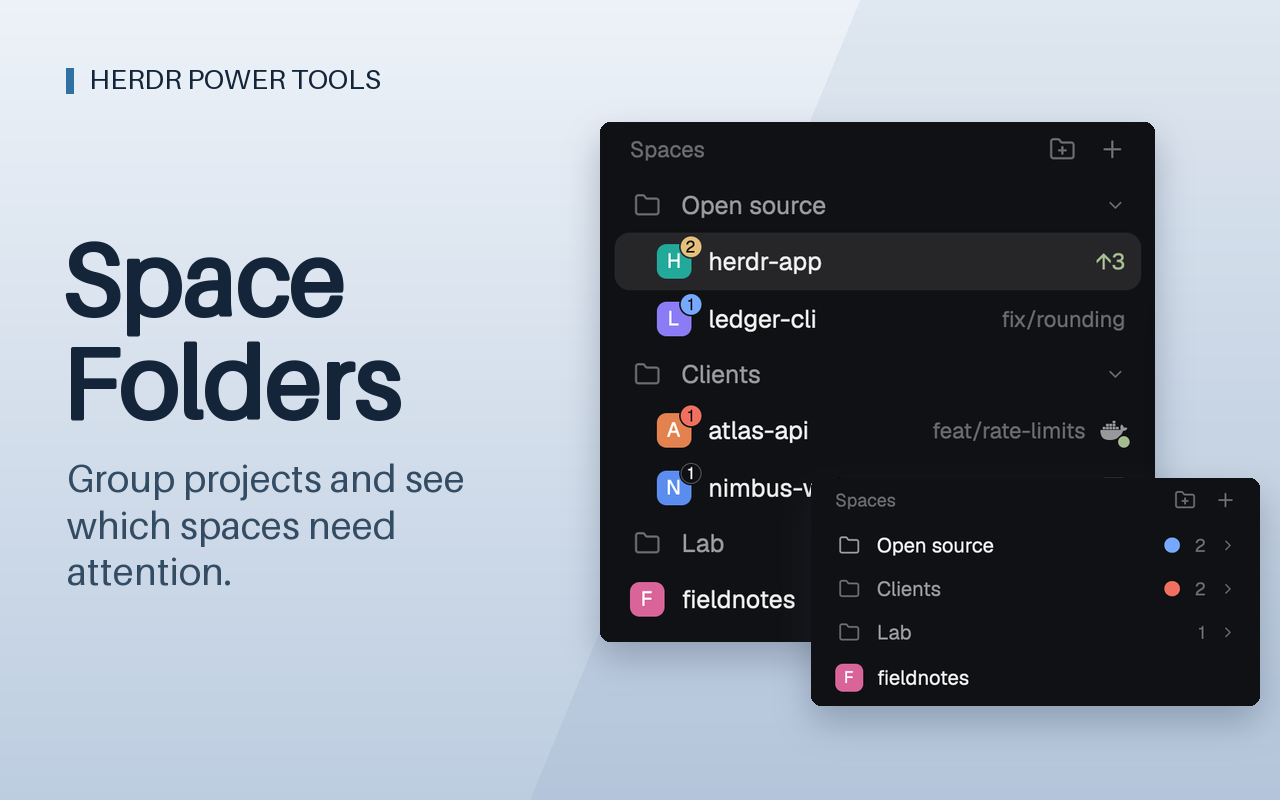 HERDR POWER TOOLS
Space
Folders
Group projects and see
which spaces need
attention.
Spaces
Open source
H 2 herdr-app ↑3
L 1 ledger-cli fix/rounding
Clients
A 1 atlas-api feat/rate-limits
N 1 nimbus-
Lab
F fieldnotes
Spaces
Open source 2
Clients 2
Lab 1
F fieldnotes